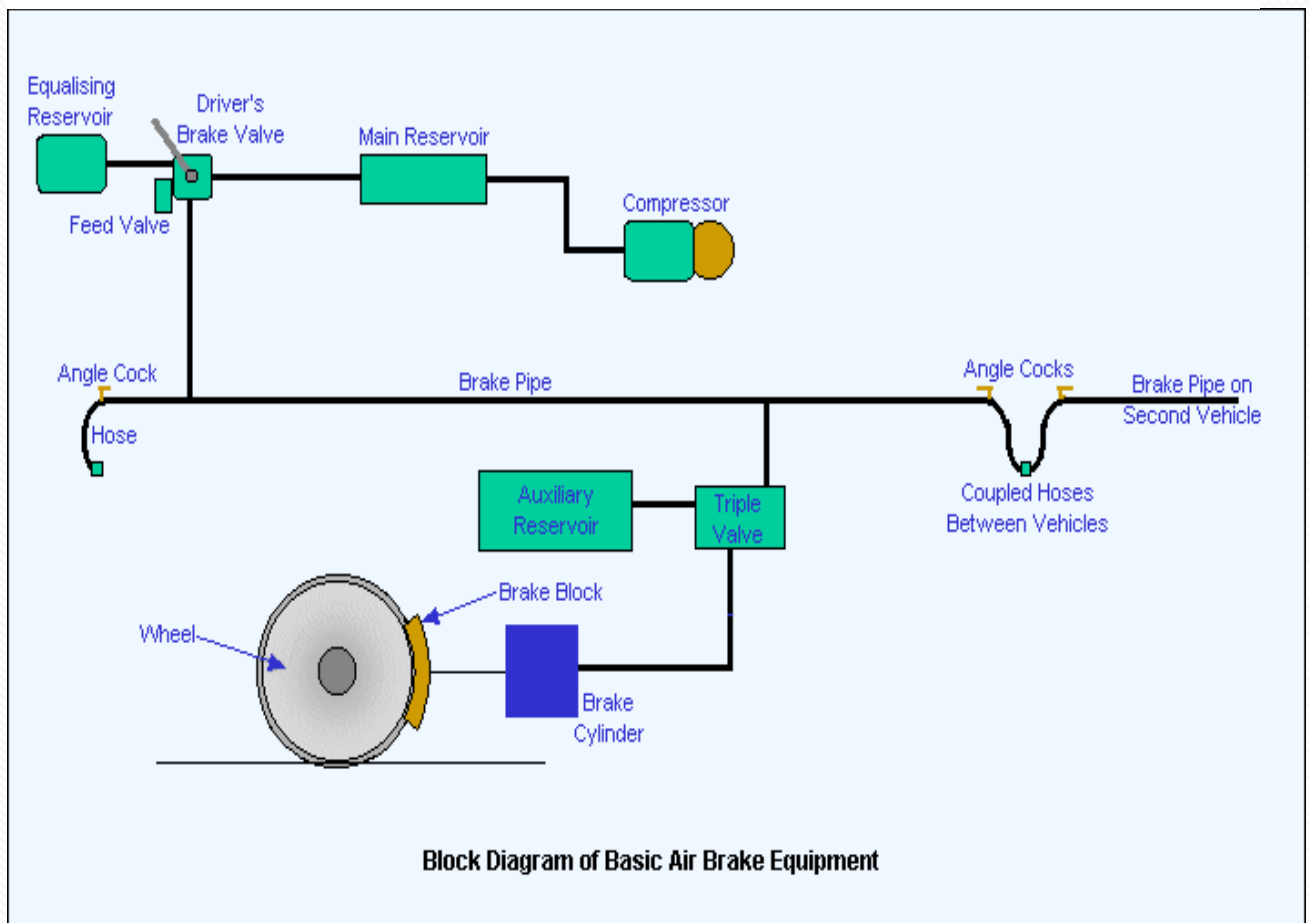 Equalising
Reservoir
Driver's
Brake Valve
Main Reservoir
Feed Valve
Compressor
Angle Cock
Brake Pipe
Angle Cocks
Brake Pipe on
Second Vehicle
Hose
Auxiliary
Reservoir
Triple
Valve
Coupled Hoses
Between Vehicles
Brake Block
Wheel
Brake
Cylinder
Block Diagram of Basic Air Brake Equipment